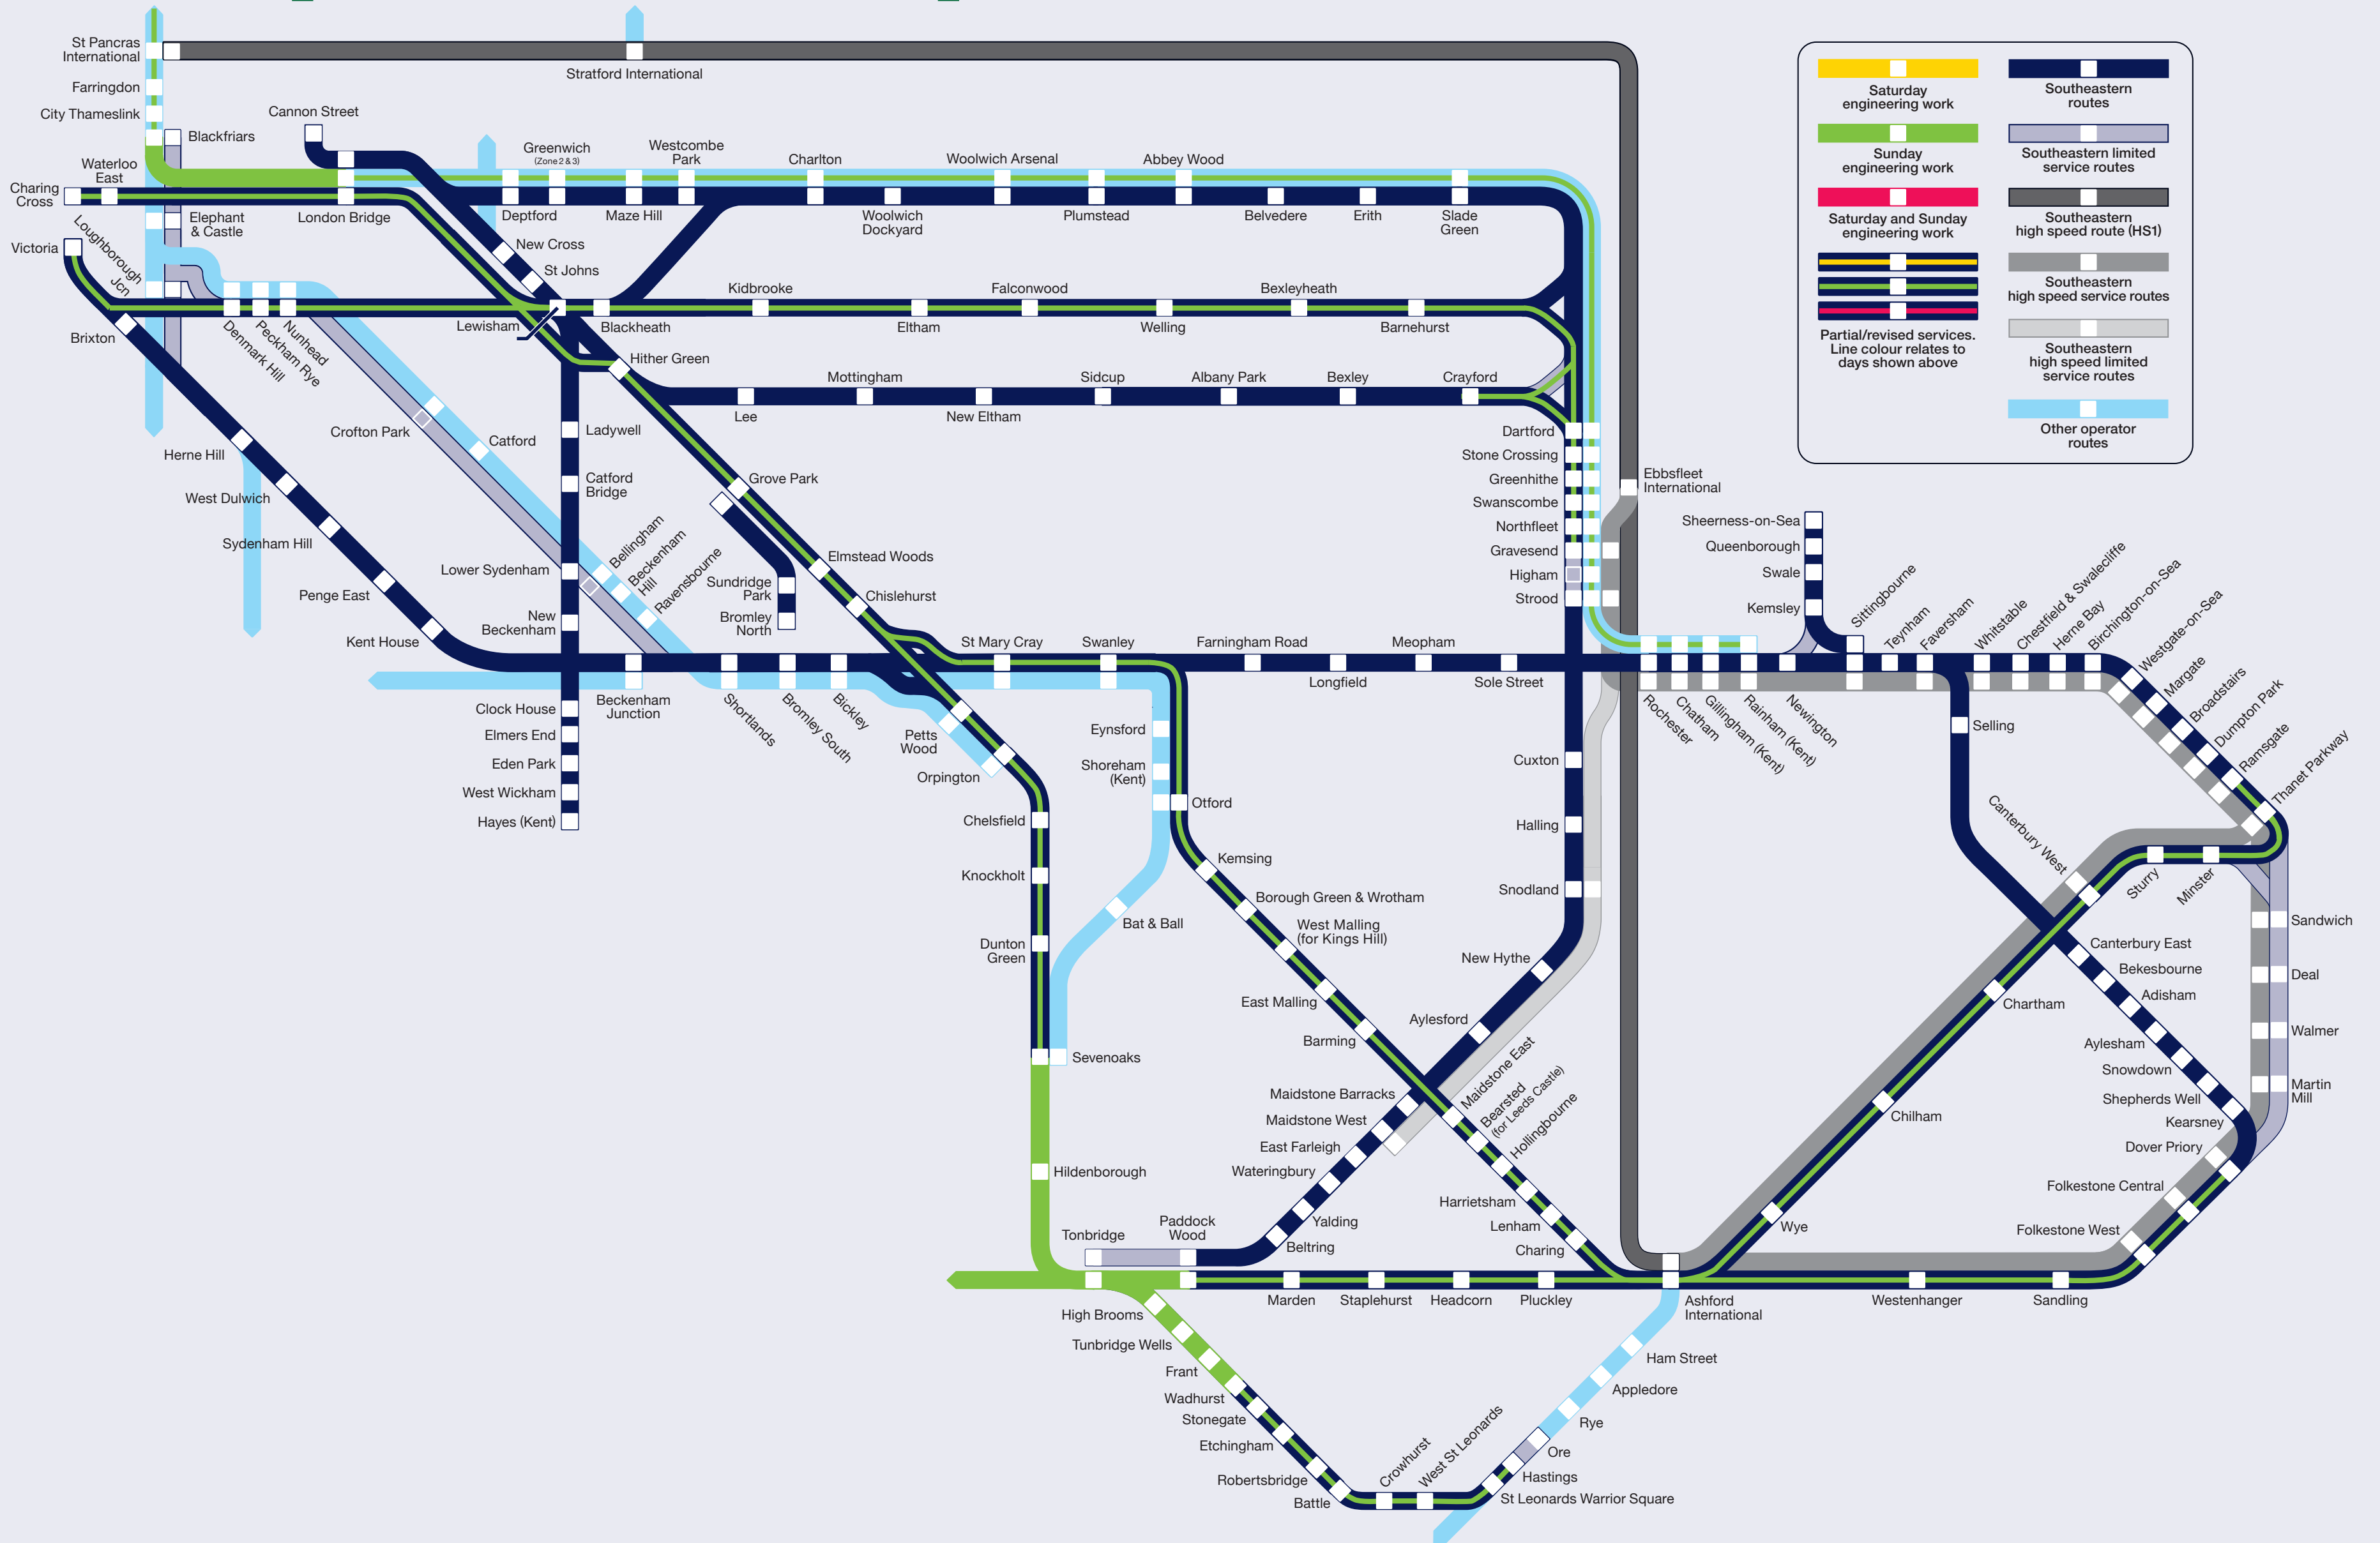 St Pancras
International
Stratford International
Farringdon
City Thameslink
Blackfriars
Cannon Street
Waterloo
East
Charing
Cross
London Bridge
Elephant
& Castle
Victoria
Loughborough
Jcn
Brixton
Denmark Hill
Peckham Rye
Nunhead
Greenwich
(Zone 2 & 3)
Westcombe
Park
Charlton
Woolwich Arsenal
Abbey Wood
Deptford
Maze Hill
Woolwich
Dockyard
Plumstead
Belvedere
Erith
Slade
Green
New Cross
St Johns
Lewisham
Blackheath
Kidbrooke
Eltham
Falconwood
Welling
Bexleyheath
Barnehurst
Hither Green
Lee
Mottingham
New Eltham
Sidcup
Albany Park
Bexley
Crayford
Crofton Park
Catford
Ladywell
Catford
Bridge
Lower Sydenham
New
Beckenham
Clock House
Elmers End
Eden Park
West Wickham
Hayes (Kent)
Herne Hill
West Dulwich
Sydenham Hill
Penge East
Kent House
Bellingham
Beckenham
Hill
Ravensbourne
Beckenham
Junction
Shortlands
Bromley South
Bickley
Grove Park
Sundridge
Park
Bromley
North
Elmstead Woods
Chislehurst
Petts
Wood
Orpington
Chelsfield
Knockholt
Dunton
Green
Sevenoaks
Hildenborough
Tonbridge
Paddock
Wood
St Mary Cray
Swanley
Farningham Road
Longfield
Meopham
Sole Street
Eynsford
Shoreham
(Kent)
Otford
Bat & Ball
Kemsing
Borough Green & Wrotham
West Malling
(for Kings Hill)
East Malling
Barming
Maidstone East
Bearsted
(for Leeds Castle)
Hollingbourne
Harrietsham
Lenham
Charing
Dartford
Stone Crossing
Greenhithe
Swanscombe
Northfleet
Gravesend
Higham
Strood
Ebbsfleet
International
Cuxton
Halling
Snodland
New Hythe
Aylesford
Maidstone Barracks
Maidstone West
East Farleigh
Wateringbury
Yalding
Beltring
Sheerness-on-Sea
Queenborough
Swale
Kemsley
Sittingbourne
Teynham
Faversham
Whitstable
Chestfield & Swalecliffe
Herne Bay
Birchington-on-Sea
Westgate-on-Sea
Margate
Broadstairs
Dumpton Park
Ramsgate
Thanet Parkway
Rochester
Chatham
Gillingham (Kent)
Rainham (Kent)
Newington
Selling
Canterbury West
Sturry
Minster
Sandwich
Deal
Walmer
Martin
Mill
Canterbury East
Bekesbourne
Adisham
Aylesham
Snowdown
Shepherds Well
Kearsney
Dover Priory
Folkestone Central
Folkestone West
Chartham
Chilham
Wye
Marden
Staplehurst
Headcorn
Pluckley
Ashford
International
Westenhanger
Sandling
High Brooms
Tunbridge Wells
Frant
Wadhurst
Stonegate
Etchingham
Robertsbridge
Battle
Crowhurst
West St Leonards
St Leonards Warrior Square
Hastings
Ore
Rye
Appledore
Ham Street
Saturday
engineering work
Sunday
engineering work
Saturday and Sunday
engineering work
Partial/revised services.
Line colour relates to
days shown above
Southeastern
routes
Southeastern limited
service routes
Southeastern
high speed route (HS1)
Southeastern
high speed service routes
Southeastern
high speed limited
service routes
Other operator
routes